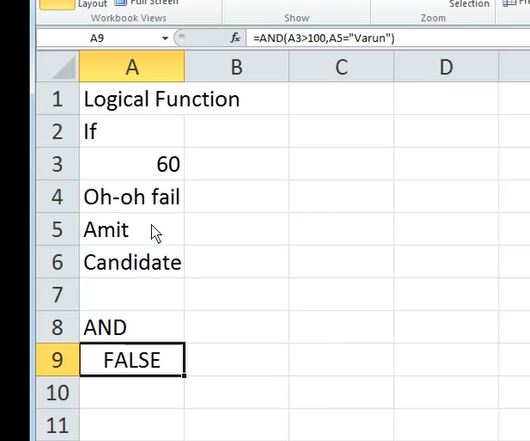 Layout Full Screen Selection
Workbook Views Show Zoom
A9 fx =AND(A3>100,A5="Varun")
A B C D
1 Logical Function
2 If
3 60
4 Oh-oh fail
5 Amit
6 Candidate
7
8 AND
9 FALSE
10
11